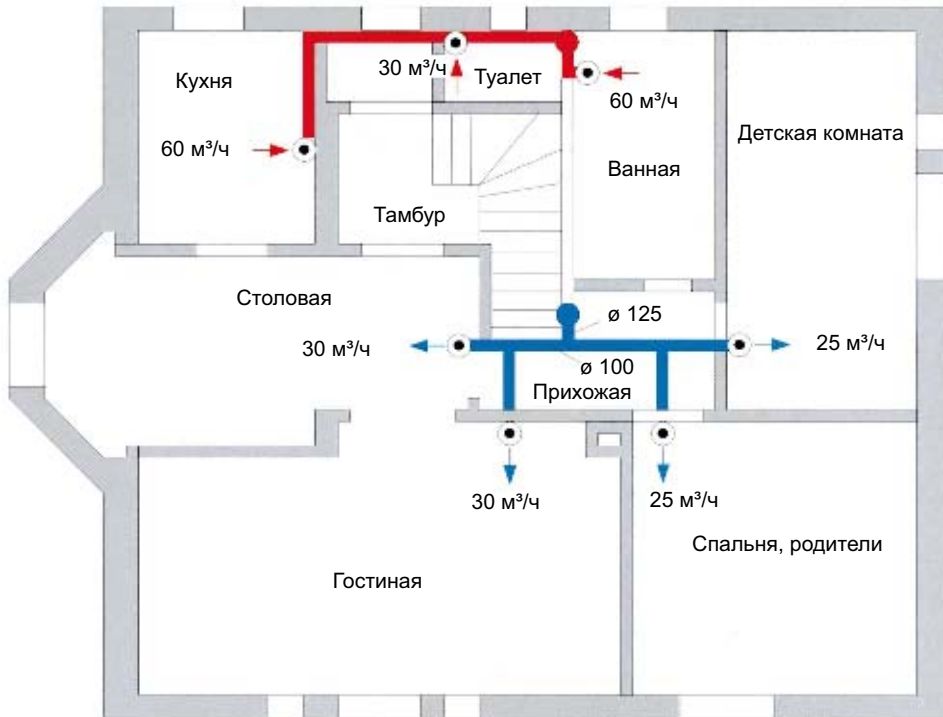 Кухня
30 м³/ч
Туалет
60 м³/ч
60 м³/ч
Детская комната
Ванная
Тамбур
Столовая
ø 125
30 м³/ч
25 м³/ч
ø 100
Прихожая
30 м³/ч
25 м³/ч
Спальня, родители
Гостиная